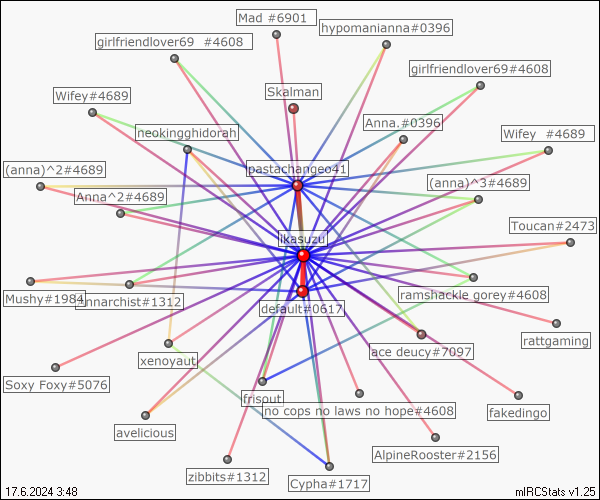 Mad #6901
hypomanianna#0396
girlfriendlover69 #4608
girlfriendlover69#4608
Skalman
Wifey#4689
Anna.#0396
neokingghidorah
Wifey #4689
pastachangeo41
(anna)^2#4689
(anna)^3#4689
Anna^2#4689
Toucan#2473
ikasuzu
Mushy#1984
Annarchist#1312
ramshackle gorey#4608
default#0617
rattgaming
ace deucy#7097
xenoyaut
Soxy Foxy#5076
frisout
no cops no laws no hope#4608
fakedingo
avelicious
AlpineRooster#2156
zibbits#1312
Cypha#1717
17.6.2024 3:48
mIRCStats v1.25